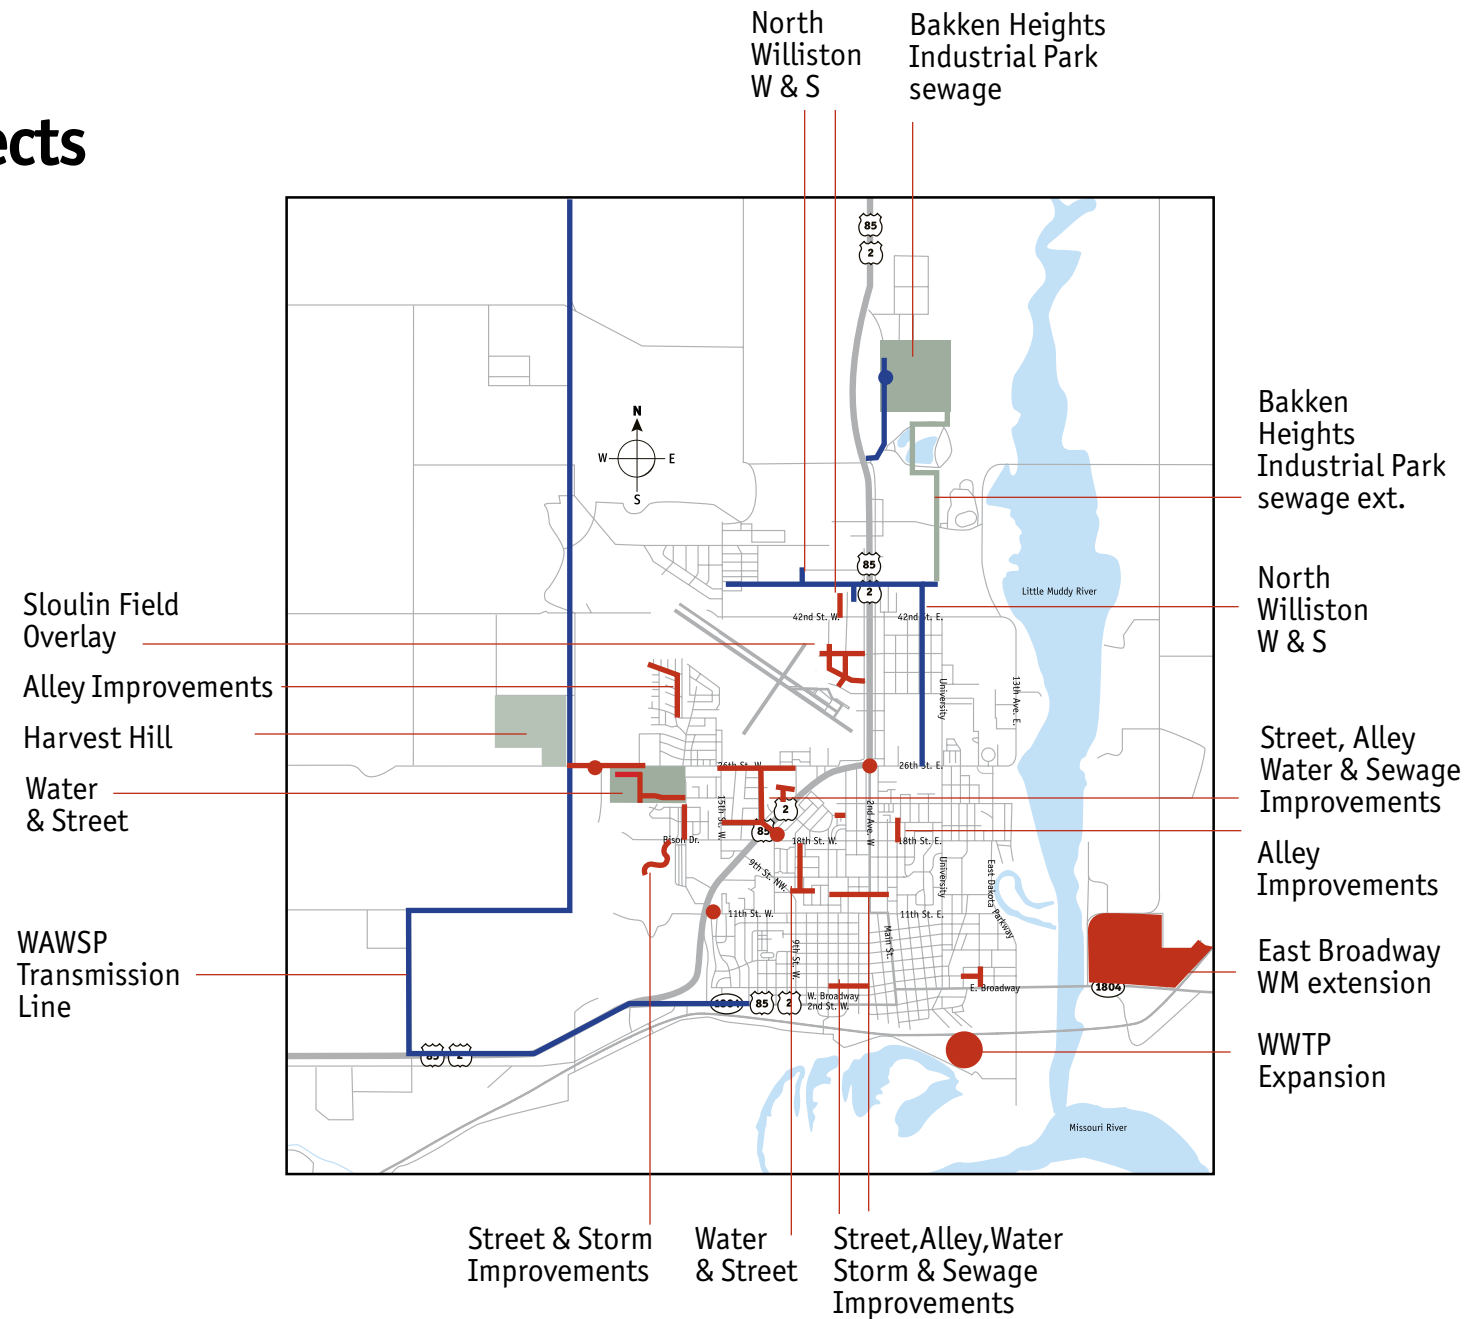 ects
North
Williston
W & S
Bakken Heights
Industrial Park
sewage
85
2
N
W
E
S
Bakken
Heights
Industrial Park
sewage ext.
85
2
Little Muddy River
North
Williston
W & S
42nd St. W.
42nd St. E.
Sloulin Field
Overlay
Alley Improvements
Harvest Hill
Water
& Street
University
13th Ave. E.
Street, Alley
Water & Sewage
Improvements
26th St. W.
26th St. E.
15th St. W.
2
85
2nd Ave. W
Bison Dr.
18th St. W.
18th St. E.
Alley
Improvements
9th St. NW.
University
East Dakota Parkway
11th St. W.
11th St. E.
Main St.
9th St. W.
WAWSP
Transmission
Line
East Broadway
WM extension
1804
E. Broadway
1804
85
2
W. Broadway
2nd St. W.
85
2
WWTP
Expansion
Missouri River
Street & Storm
Improvements
Water
& Street
Street,Alley,Water
Storm & Sewage
Improvements